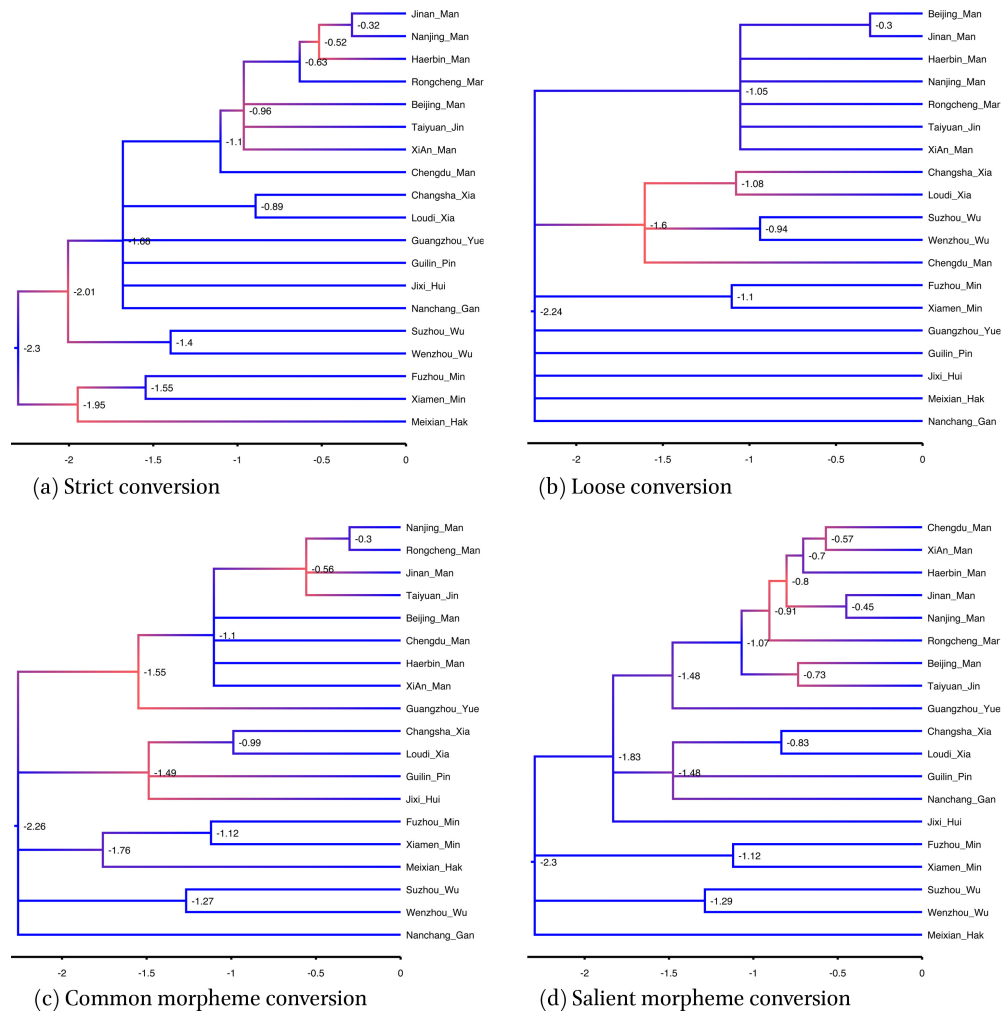 Jinan_Man
-0.32
Nanjing_Man
-0.52
Haerbin_Man
-0.63
Rongcheng_Mar
Beijing_Man
-0.96
Taiyuan_Jin
-1.1
XiAn_Man
Chengdu_Man
Changsha_Xia
-0.89
Loudi_Xia
-1.68
Guangzhou_Yue
Guilin_Pin
-2.01
Jixi_Hui
Nanchang_Gan
Suzhou_Wu
-1.4
-2.3
Wenzhou_Wu
Fuzhou_Min
-1.55
Xiamen_Min
-1.95
Meixian_Hak
-2 -1.5 -1 -0.5 0
(a) Strict conversion
Beijing_Man
-0.3
Jinan_Man
Haerbin_Man
Nanjing_Man
-1.05
Rongcheng_Mar
Taiyuan_Jin
XiAn_Man
Changsha_Xia
-1.08
Loudi_Xia
Suzhou_Wu
-1.6
-0.94
Wenzhou_Wu
Chengdu_Man
Fuzhou_Min
-1.1
Xiamen_Min
-2.24
Guangzhou_Yue
Guilin_Pin
Jixi_Hui
Meixian_Hak
Nanchang_Gan
-2 -1.5 -1 -0.5 0
(b) Loose conversion
Nanjing_Man
-0.3
Rongcheng_Man
-0.56
Jinan_Man
Taiyuan_Jin
Beijing_Man
-1.1
Chengdu_Man
Haerbin_Man
-1.55
XiAn_Man
Guangzhou_Yue
Changsha_Xia
-0.99
Loudi_Xia
-1.49
Guilin_Pin
Jixi_Hui
Fuzhou_Min
-2.26
-1.12
Xiamen_Min
-1.76
Meixian_Hak
Suzhou_Wu
-1.27
Wenzhou_Wu
Nanchang_Gan
-2 -1.5 -1 -0.5 0
(c) Common morpheme conversion
Chengdu_Man
-0.57
XiAn_Man
-0.7
Haerbin_Man
-0.8
Jinan_Man
-0.45
-0.91
Nanjing_Man
Rongcheng_Mar
-1.07
Beijing_Man
-0.73
-1.48
Taiyuan_Jin
Guangzhou_Yue
Changsha_Xia
-0.83
Loudi_Xia
-1.83
-1.48
Guilin_Pin
Nanchang_Gan
Jixi_Hui
Fuzhou_Min
-1.12
-2.3
Xiamen_Min
Suzhou_Wu
-1.29
Wenzhou_Wu
Meixian_Hak
-2 -1.5 -1 -0.5 0
(d) Salient morpheme conversion